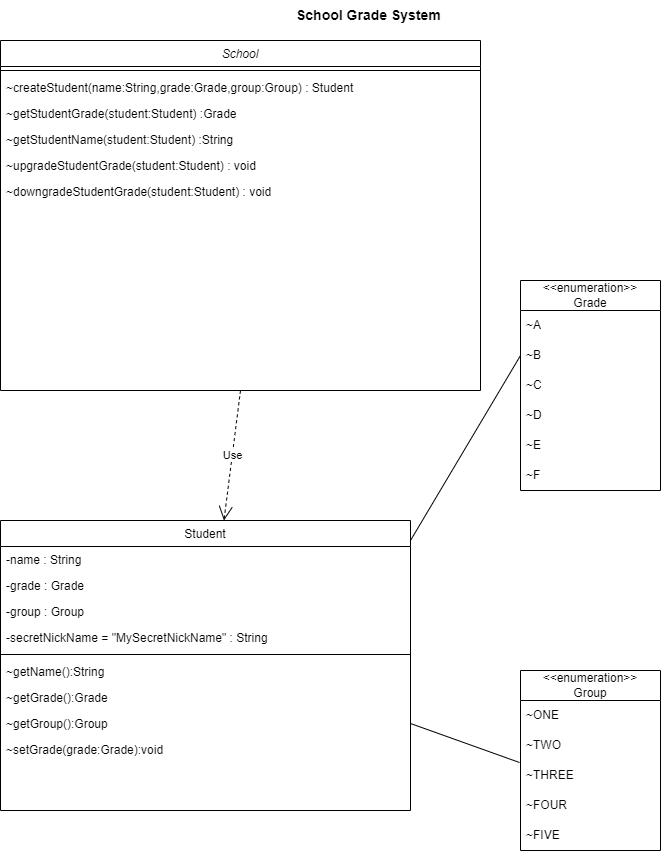 School Grade System
School
~createStudent(name:String,grade:Grade,group:Group) : Student
~getStudentGrade(student:Student) :Grade
~getStudentName(student:Student) :String
~upgradeStudentGrade(student:Student) : void
~downgradeStudentGrade(student:Student) : void
<<enumeration>>
Grade
~A
~B
~C
~D
~E
~F
Use
Student
-name : String
-grade : Grade
-group : Group
-secretNickName = "MySecretNickName" : String
~getName():String
~getGrade():Grade
~getGroup():Group
~setGrade(grade:Grade):void
<<enumeration>>
Group
~ONE
~TWO
~THREE
~FOUR
~FIVE